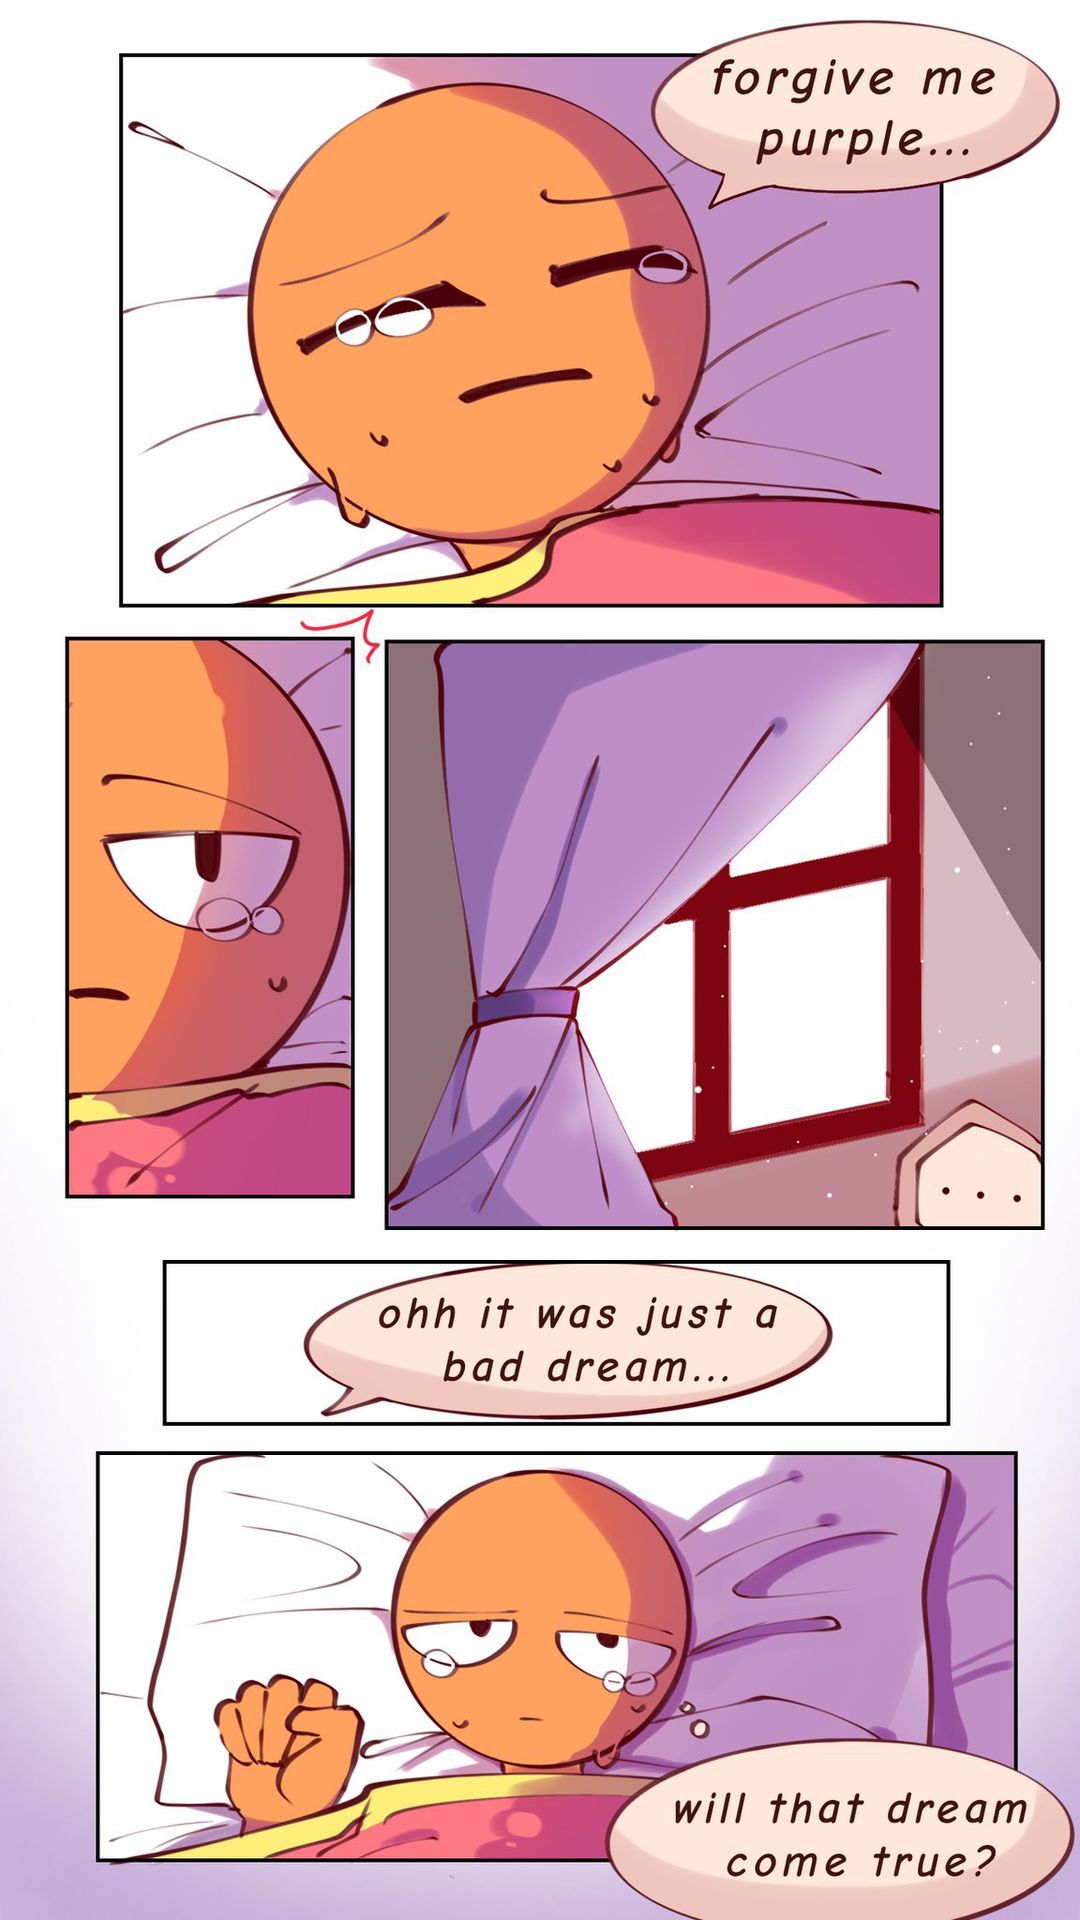 forgive me
purple...
...
ohh it was just a
bad dream...
will that dream
come true?